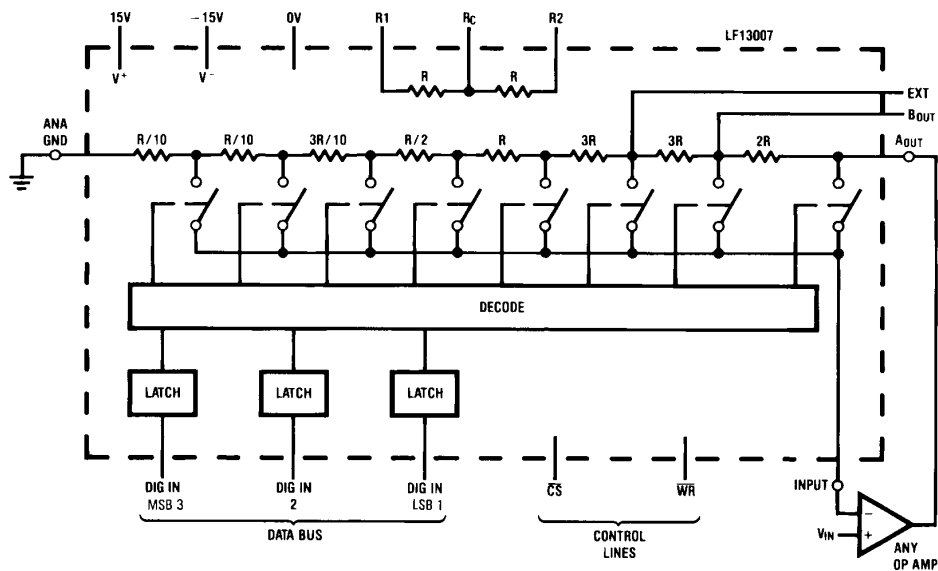 15V
−15V
0V
R1
RC
R2
LF13007
V+
V−
R
R
EXT
BOUT
ANA
GND
R/10
R/10
3R/10
R/2
R
3R
3R
2R
AOUT
DECODE
LATCH
LATCH
LATCH
DIG IN
MSB 3
DIG IN
2
DIG IN
LSB 1
CS
WR
INPUT
DATA BUS
CONTROL
LINES
VIN
−
+
ANY
OP AMP